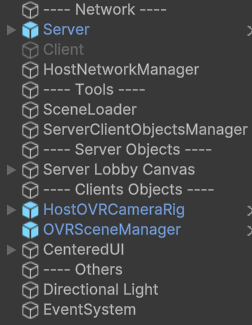 ---- Network ----
Server
Client
HostNetworkManager
---- Tools ----
SceneLoader
ServerClientObjectsManager
---- Server Objects ----
Server Lobby Canvas
---- Clients Objects ----
HostOVRCameraRig
OVRSceneManager
CenteredUI
---- Others
Directional Light
EventSystem